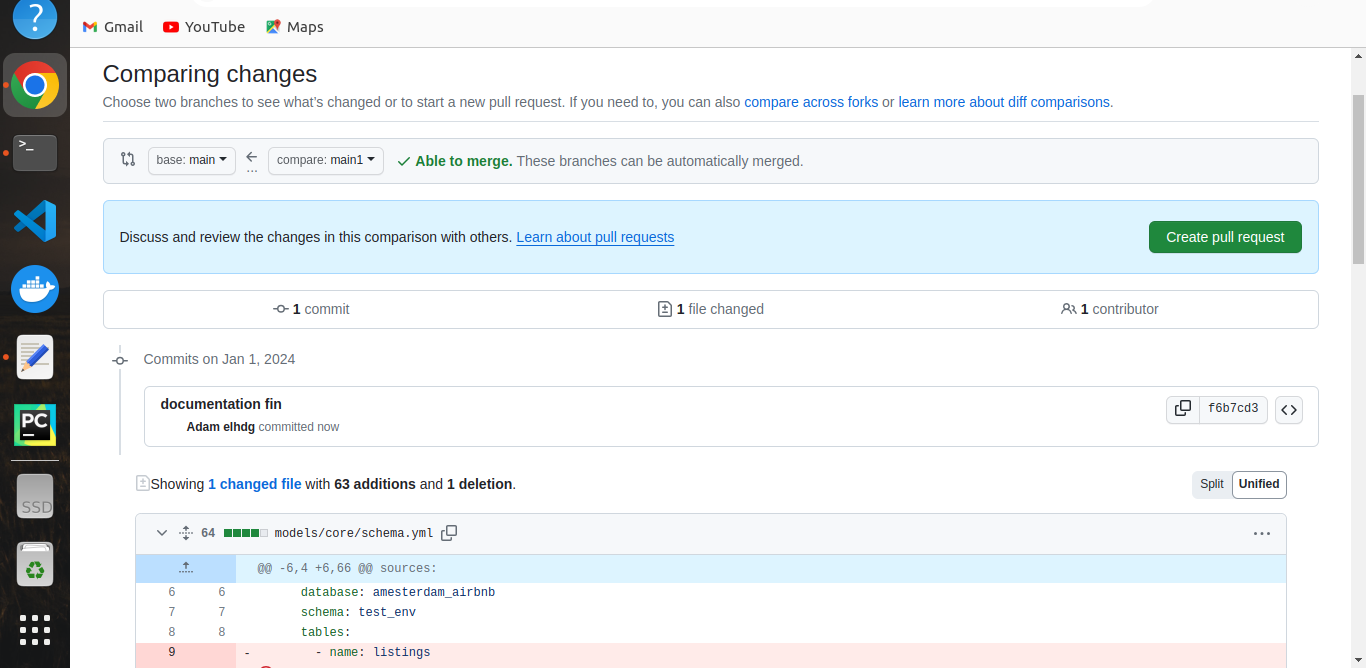 ?
Gmail YouTube Maps
Comparing changes
Choose two branches to see what's changed or to start a new pull request. If you need to, you can also compare across forks or learn more about diff comparisons.
base: main ← ... compare: main1 Able to merge. These branches can be automatically merged.
Discuss and review the changes in this comparison with others. Learn about pull requests Create pull request
1 commit 1 file changed 1 contributor
Commits on Jan 1, 2024
documentation fin
f6b7cd3 <>
Adam elhdg committed now
Showing 1 changed file with 63 additions and 1 deletion. Split Unified
64 models/core/schema.yml ...
@@ -6,4 +6,66 @@ sources:
6 6 database: amesterdam_airbnb
7 7 schema: test_env
8 8 tables:
9 - - name: listings
>_
PC
SSD